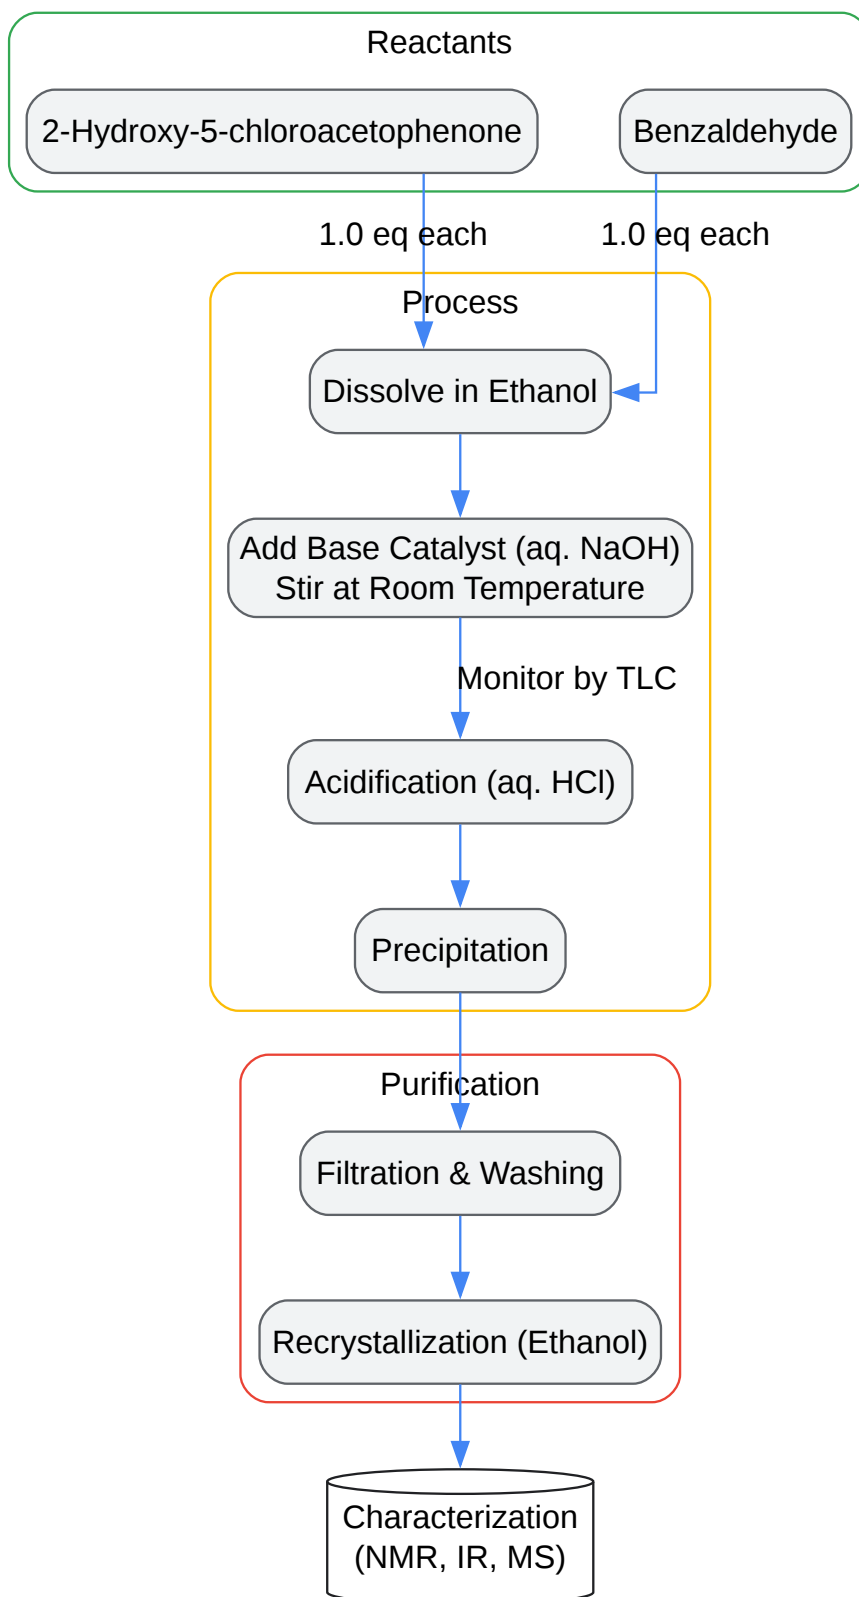 Reactants
2-Hydroxy-5-chloroacetophenone
Benzaldehyde
1.0 eq each
1.0 eq each
Process
Dissolve in Ethanol
Add Base Catalyst (aq. NaOH)
Stir at Room Temperature
Monitor by TLC
Acidification (aq. HCl)
Precipitation
Purification
Filtration & Washing
Recrystallization (Ethanol)
Characterization
(NMR, IR, MS)